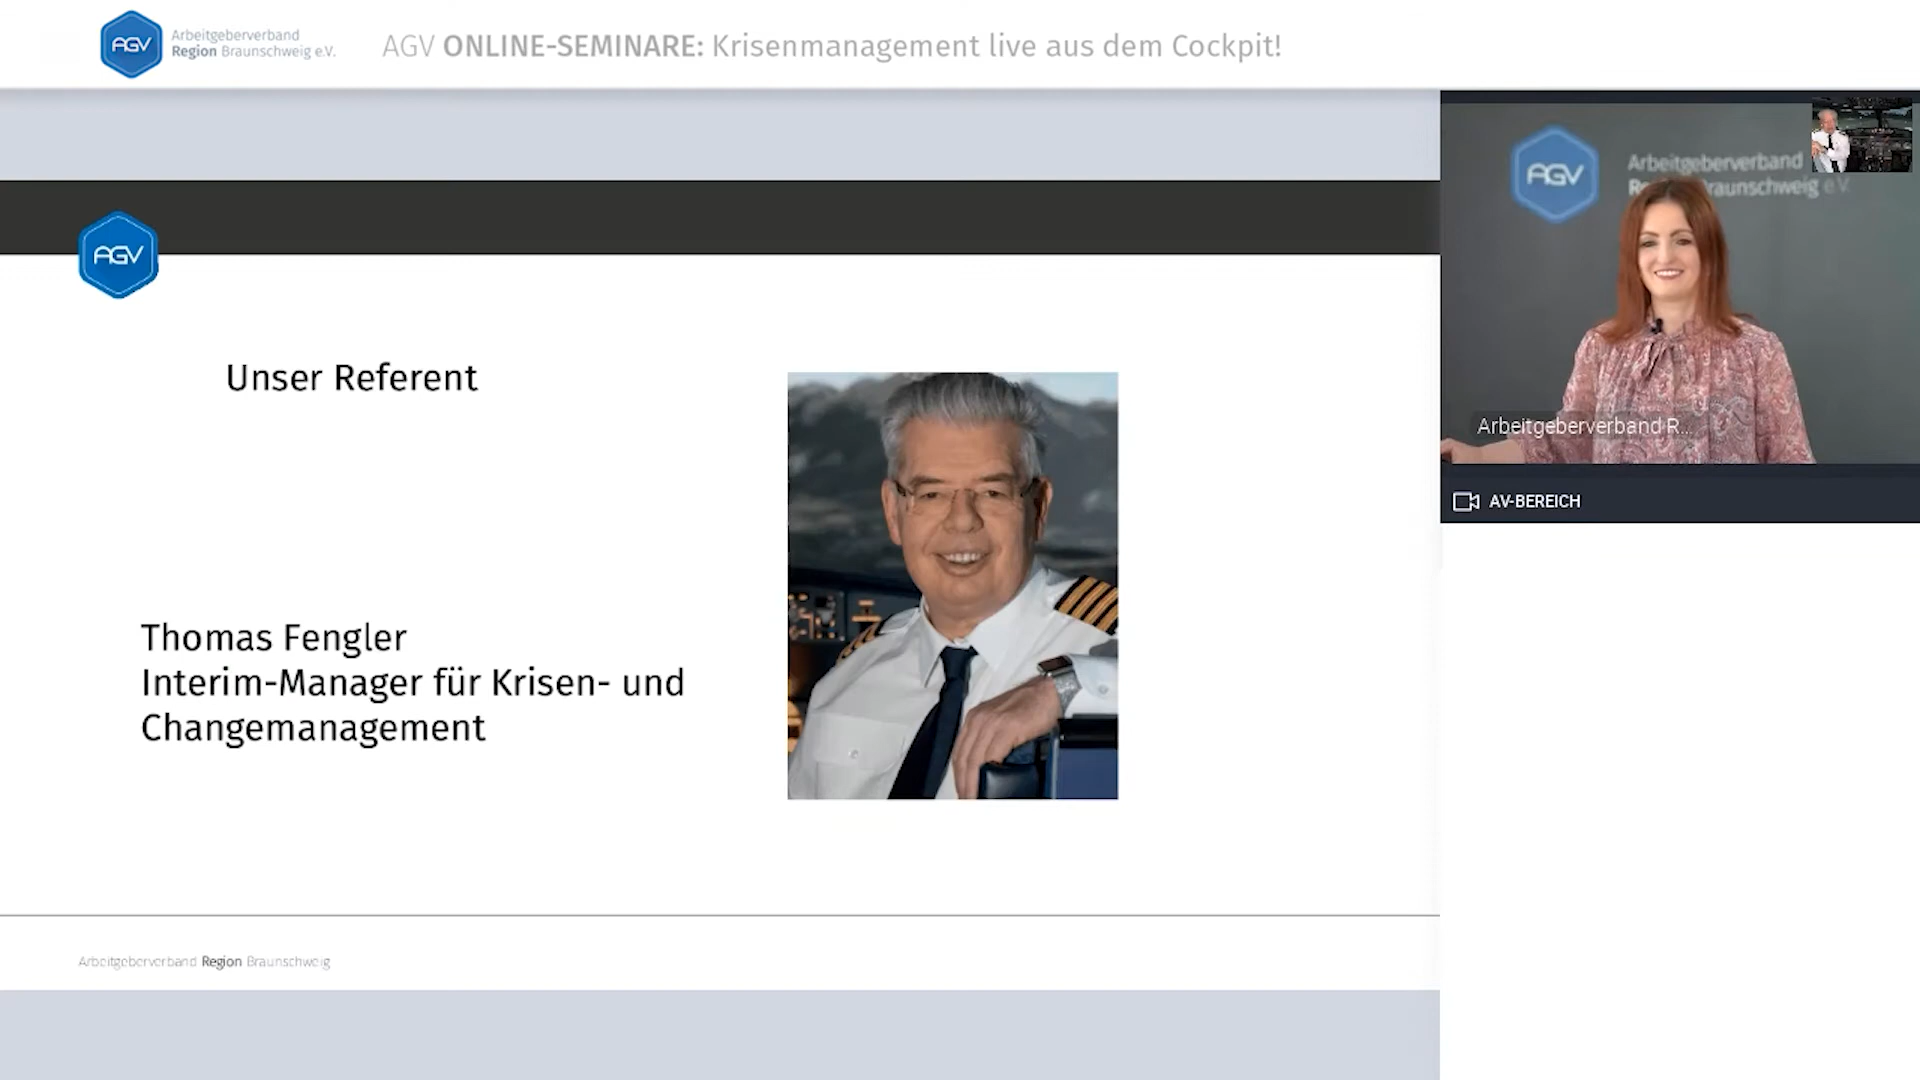 AGV
Arbeitgeberverband
Region Braunschweig e.V.
AGV ONLINE-SEMINARE: Krisenmanagement live aus dem Cockpit!
AGV
Arbeitgeberverband
Braunschweig e.V.
Arbeitgeberverband R...
AV-BEREICH
AGV
Unser Referent
Thomas Fengler
Interim-Manager für Krisen- und
Changemanagement
Arbeitgeberverband Region Braunschweig